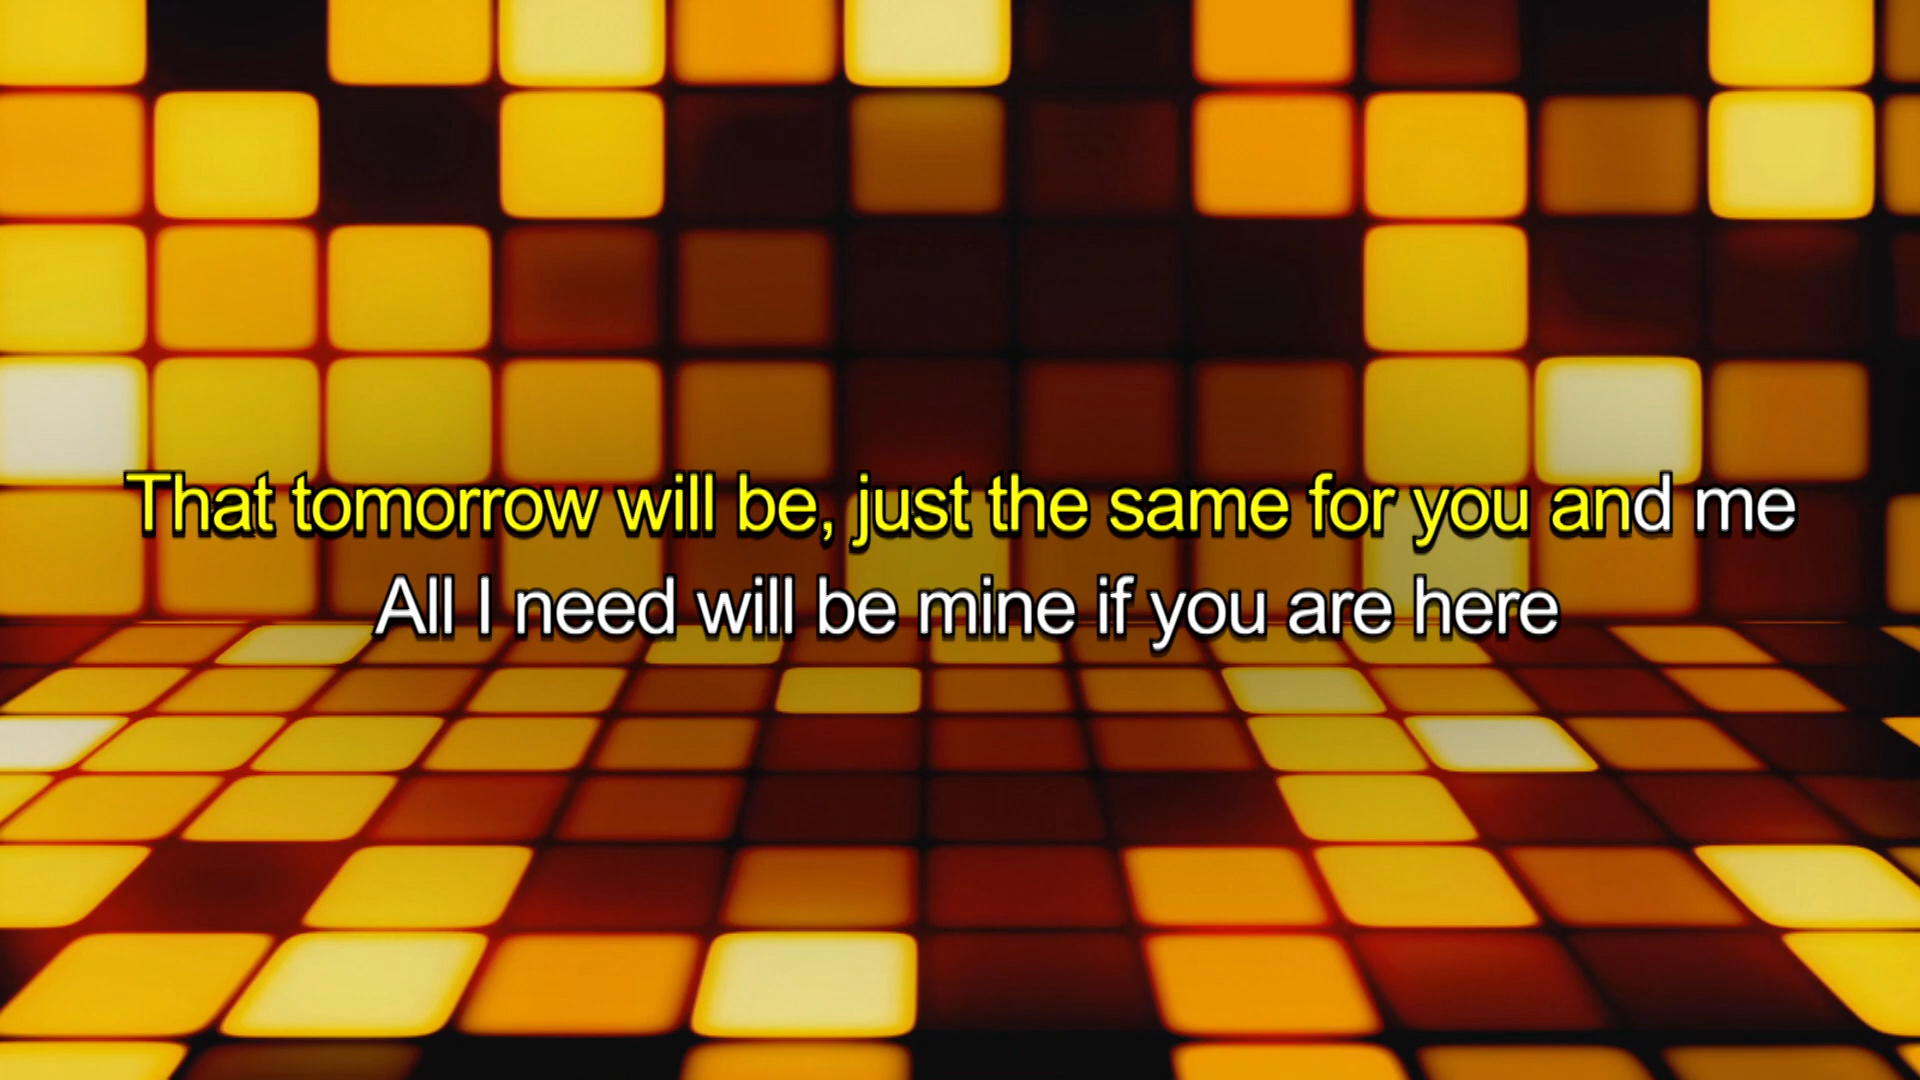 That tomorrow will be, just the same for you and me
All I need will be mine if you are here